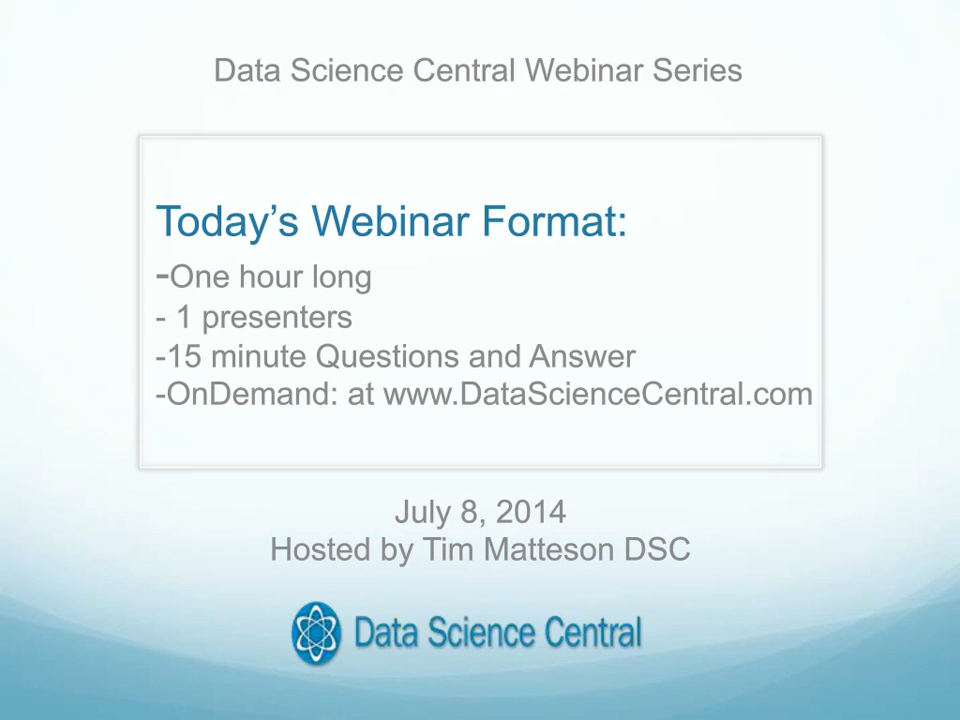 Data Science Central Webinar Series
Today's Webinar Format:
-One hour long
- 1 presenters
-15 minute Questions and Answer
-OnDemand: at www.DataScienceCentral.com
July 8, 2014
Hosted by Tim Matteson DSC
Data Science Central